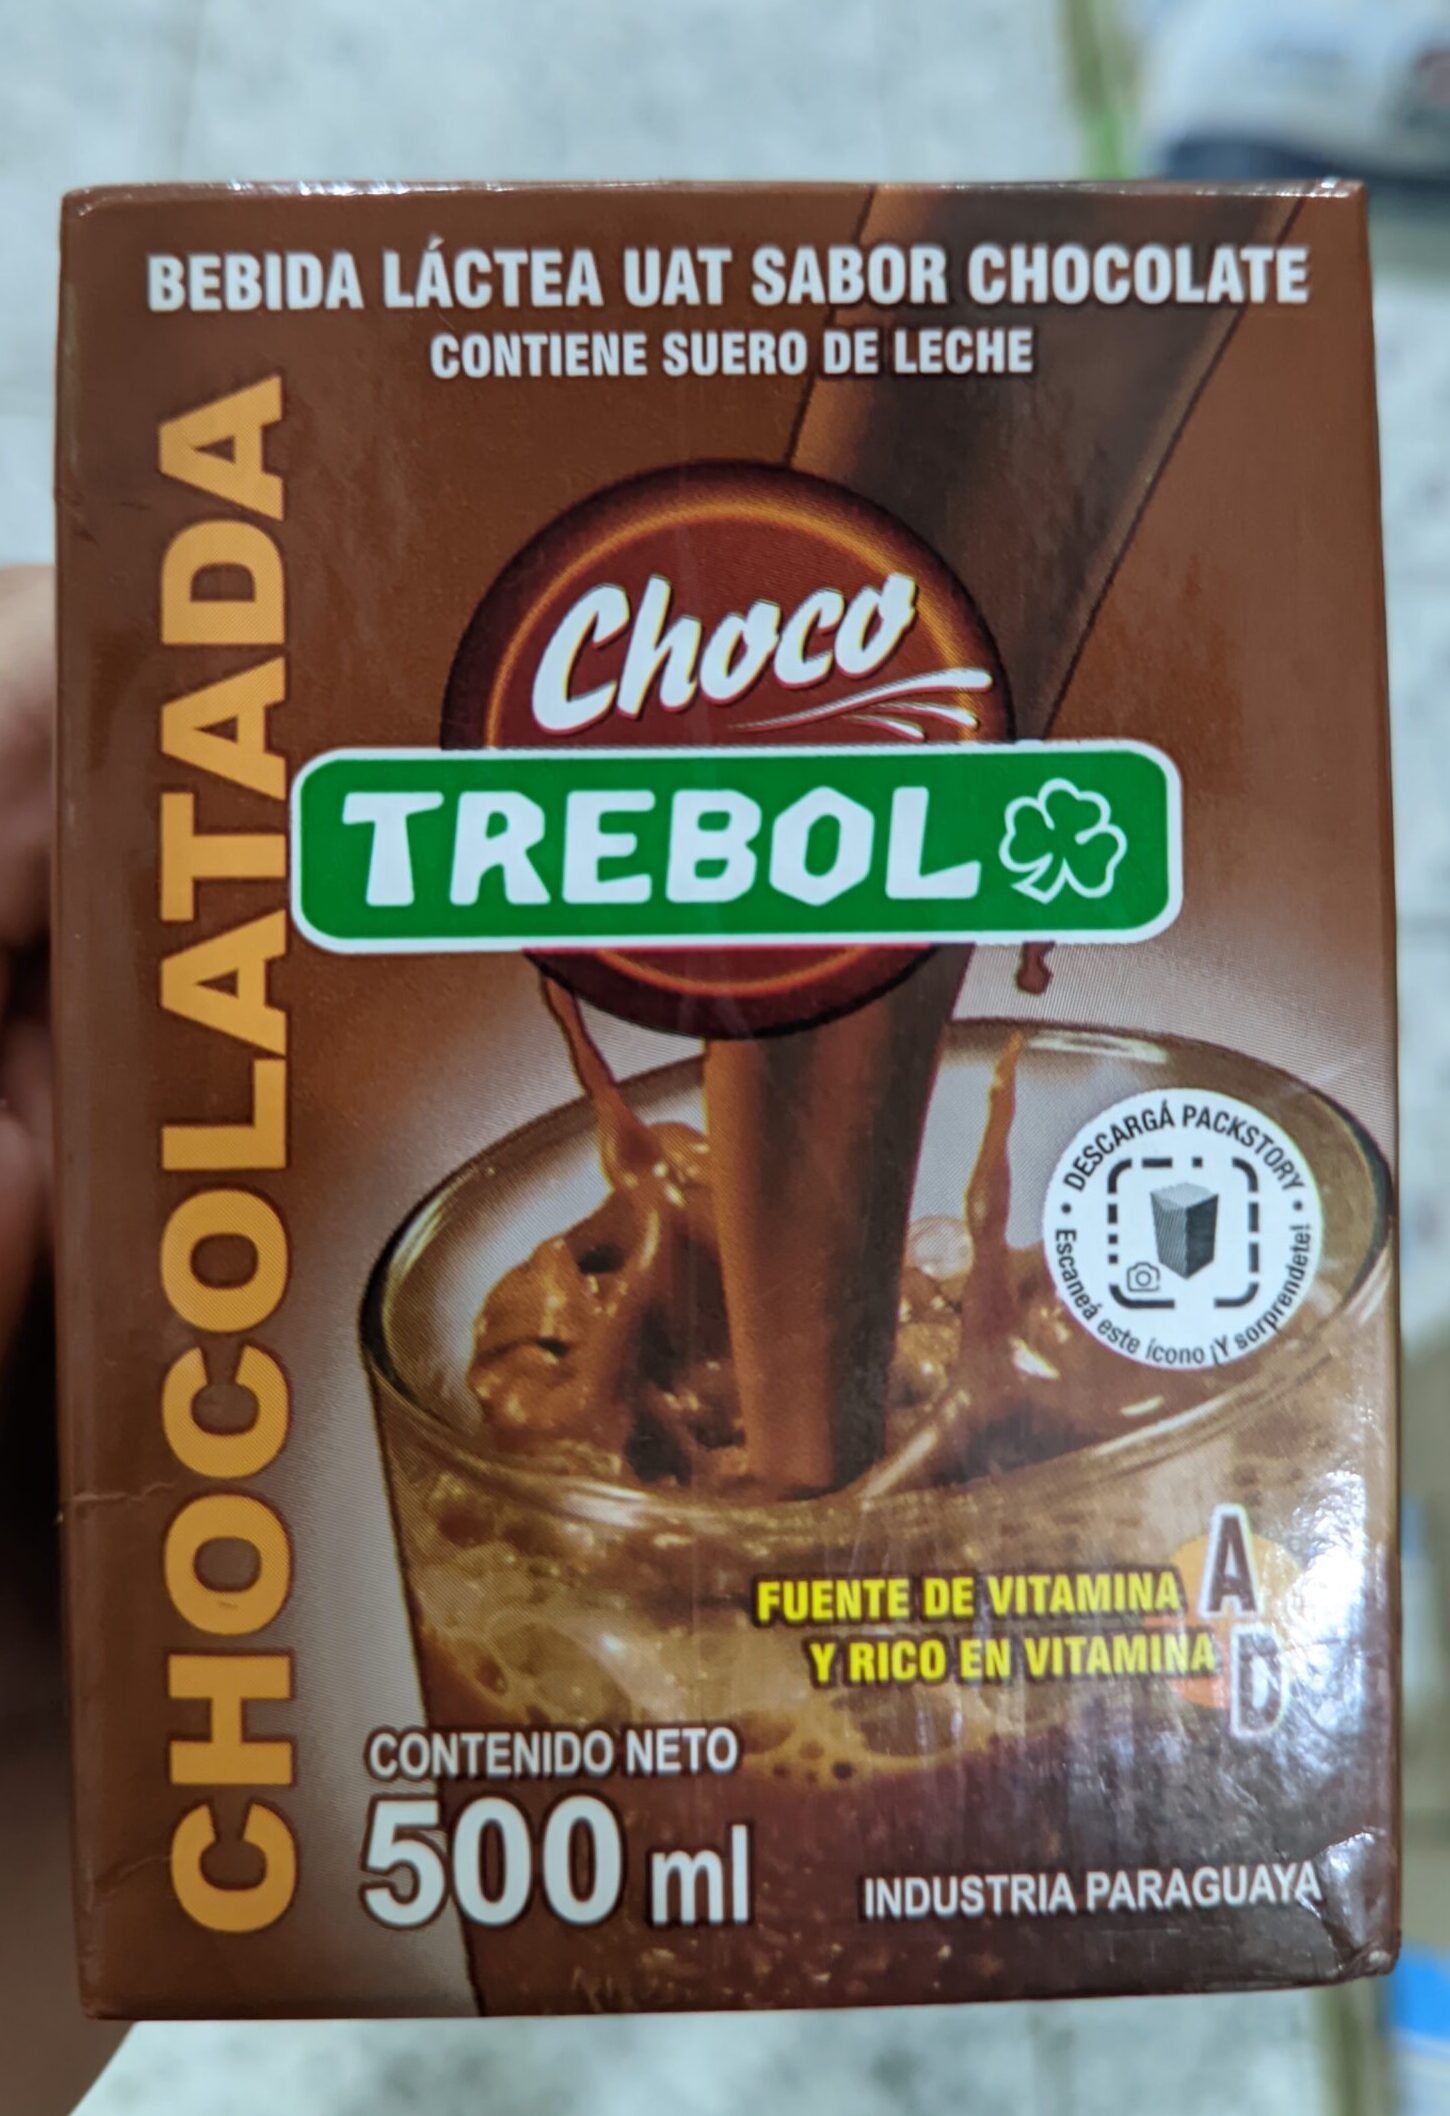 BEBIDA LÁCTEA UAT SABOR CHOCOLATE
CONTIENE SUERO DE LECHE
CHOCOLATADA
Choco
TREBOL
• DESCARGÁ PACKSTORY •
Escaneá este ícono ¡Y sorprendete!
FUENTE DE VITAMINA A
Y RICO EN VITAMINA D
CONTENIDO NETO
500 ml
INDUSTRIA PARAGUAYA